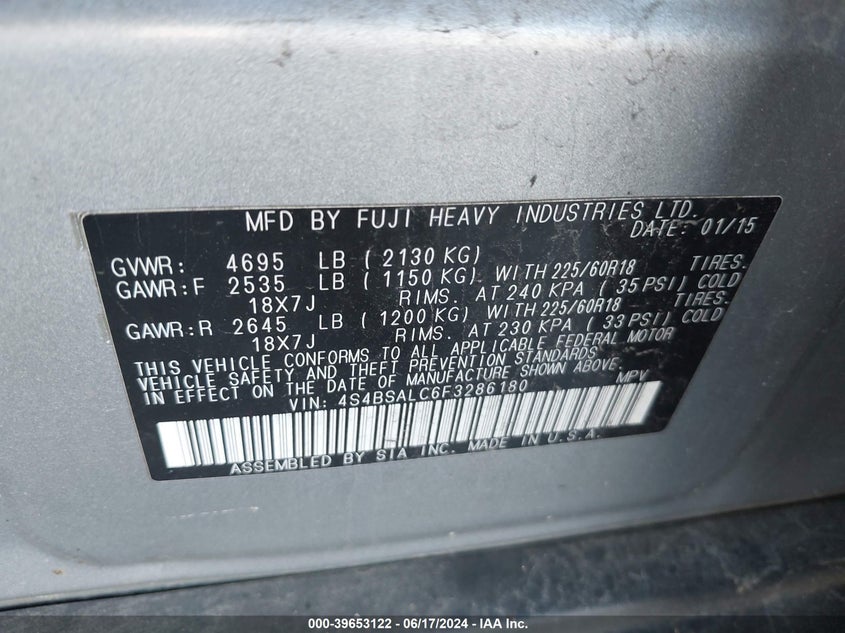 MFD BY FUJI HEAVY INDUSTRIES LTD.
DATE: 01/15
GVWR: 4695 LB ( 2130 KG)
GAWR:F 2535 LB ( 1150 KG) WITH 225/60R18 TIRES.
18X7J RIMS. AT 240 KPA ( 35 PSI) COLD
GAWR:R 2645 LB ( 1200 KG) WITH 225/60R18 TIRES.
18X7J RIMS. AT 230 KPA ( 33 PSI) COLD
THIS VEHICLE CONFORMS TO ALL APPLICABLE FEDERAL MOTOR
VEHICLE SAFETY AND THEFT PREVENTION STANDARDS
IN EFFECT ON THE DATE OF MANUFACTURE SHOWN ABOVE.
VIN: 4S4BSALC6F3286180 MPV
ASSEMBLED BY SIA INC. MADE IN U.S.A.
000-39653122 - 06/17/2024 - IAA Inc.